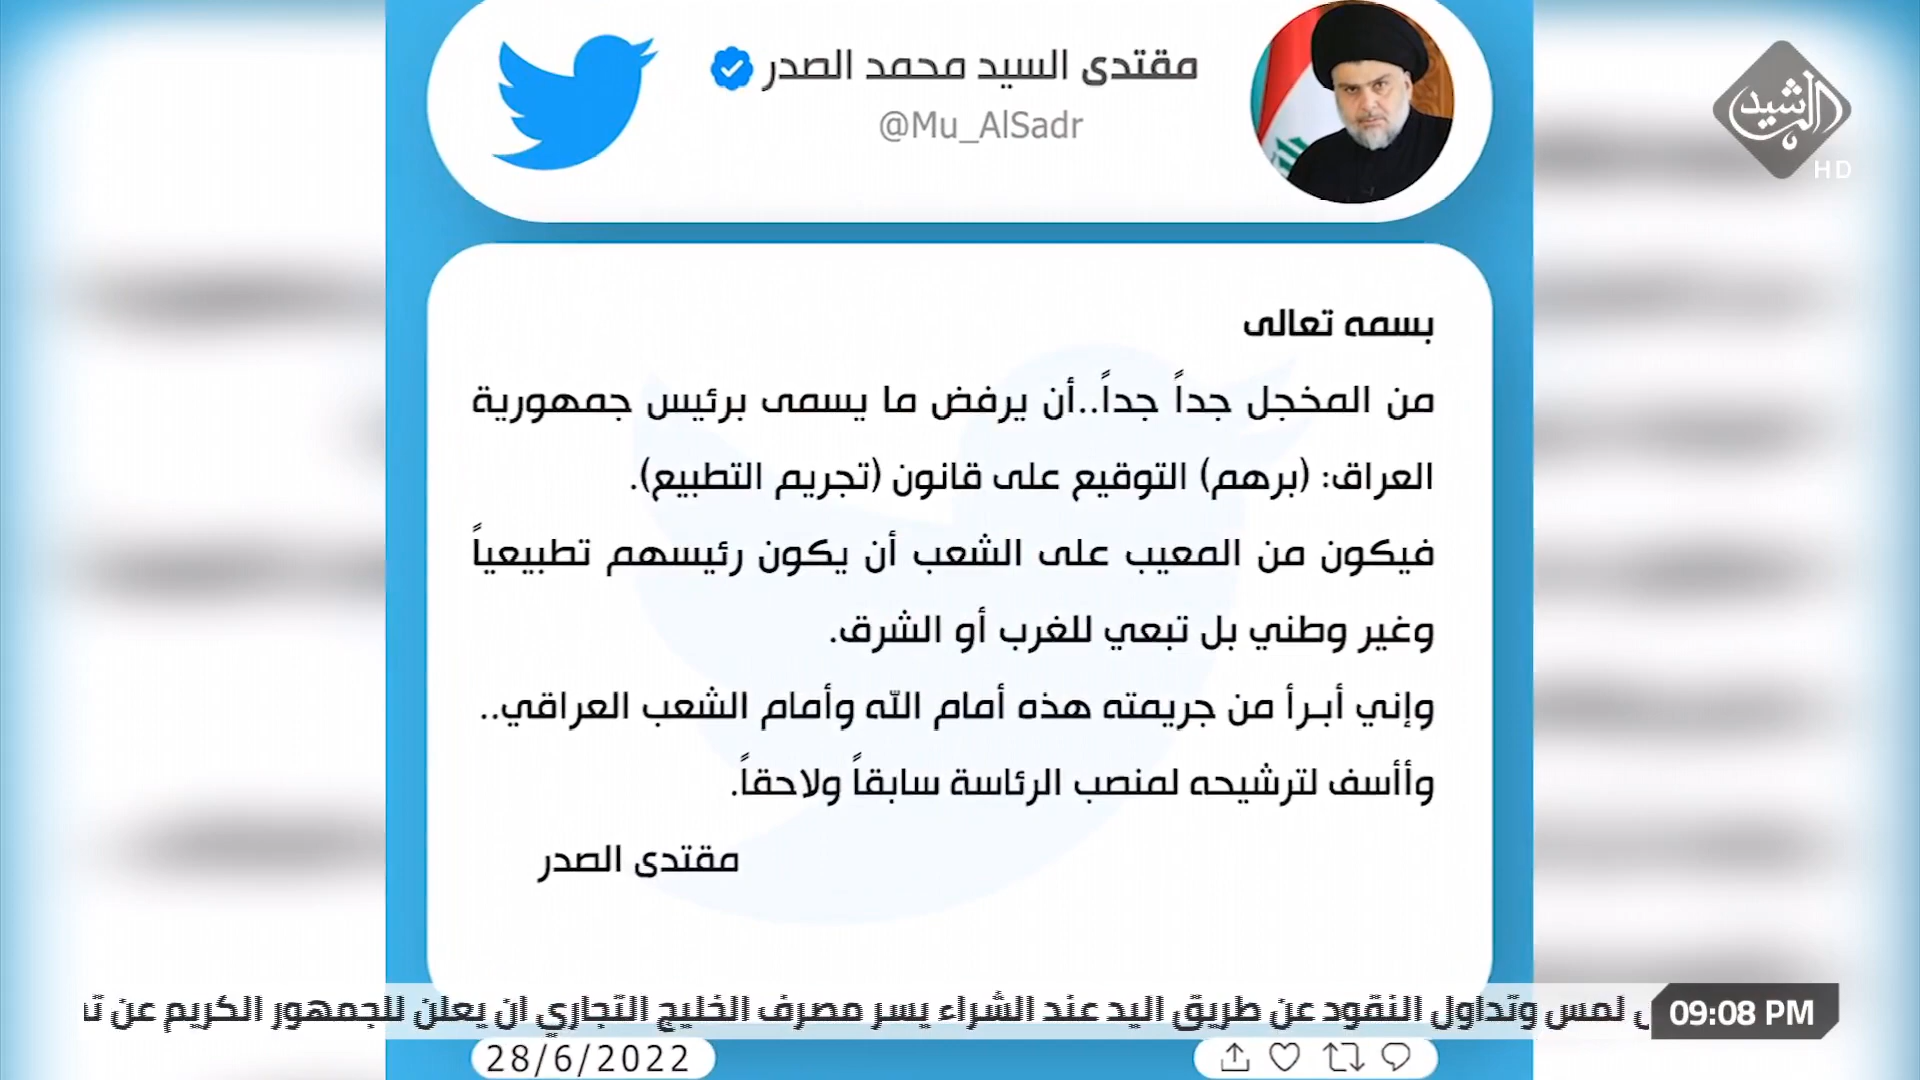 مقتدى السيد محمد الصدر
@Mu_AlSadr
الرشيد
HD
بسمه تعالى
من المخجل جداً جداً..أن يرفض ما يسمى برئيس جمهورية
العراق: (برهم) التوقيع على قانون (تجريم التطبيع).
فيكون من المعيب على الشعب أن يكون رئيسهم تطبيعياً
وغير وطني بل تبعي للغرب أو الشرق.
وإني أبرأ من جريمته هذه أمام الله وأمام الشعب العراقي..
وأأسف لترشيحه لمنصب الرئاسة سابقاً ولاحقاً.
مقتدى الصدر
09:08 PM
لمس وتداول النقود عن طريق اليد عند الشراء يسر مصرف الخليج التجاري ان يعلن للجمهور الكريم عن
28/6/2022